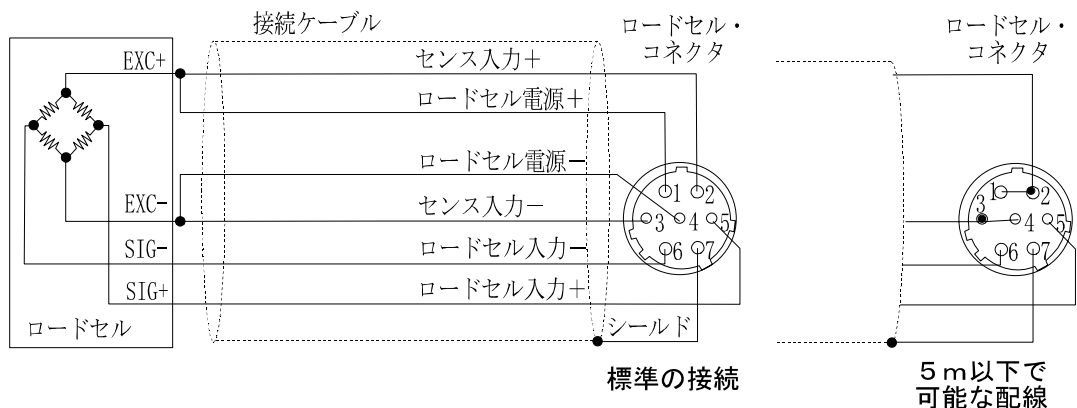 接続ケーブル
ロードセル・
コネクタ
ロードセル・
コネクタ
EXC+
センス入力+
ロードセル電源+
ロードセル電源-
EXC-
センス入力-
SIG-
ロードセル入力-
SIG+
ロードセル入力+
ロードセル
シールド
1 2
3 4 5
6 7
1 2
3 4 5
6 7
標準の接続
5m以下で
可能な配線